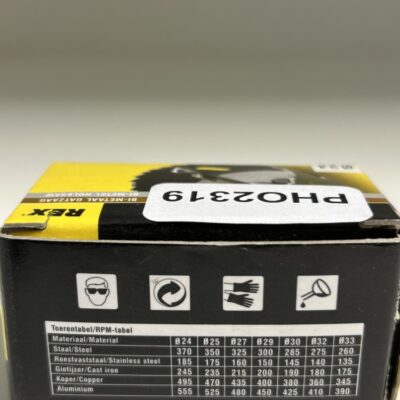 REX
BI-METAAL GATZAAG
BI-METAL HOLESAW
PHO2319
Toerentabel/RPM-tabel
Materiaal/Material Ø24 Ø25 Ø27 Ø29 Ø30 Ø32 Ø33
Staal/Steel 370 350 325 300 285 275 260
Roestvaststaal/Stainless steel 185 175 160 150 145 140 135
Gietijzer/Cast iron 245 235 215 200 190 180 175
Koper/Copper 495 470 435 400 380 360 345
Aluminium 555 525 480 450 425 410 390